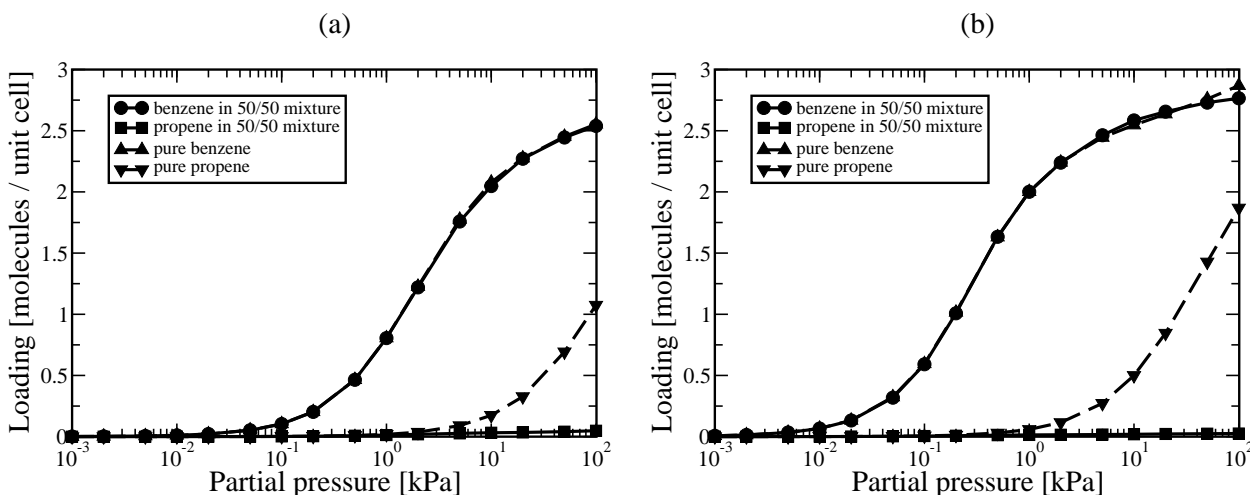 (a)
Loading [molecules / unit cell]
3
2.5
2
1.5
1
0.5
0
benzene in 50/50 mixture
propene in 50/50 mixture
pure benzene
pure propene
10^-3
10^-2
10^-1
10^0
10^1
10^2
Partial pressure [kPa]
(b)
Loading [molecules / unit cell]
3
2.5
2
1.5
1
0.5
0
benzene in 50/50 mixture
propene in 50/50 mixture
pure benzene
pure propene
10^-3
10^-2
10^-1
10^0
10^1
10^2
Partial pressure [kPa]